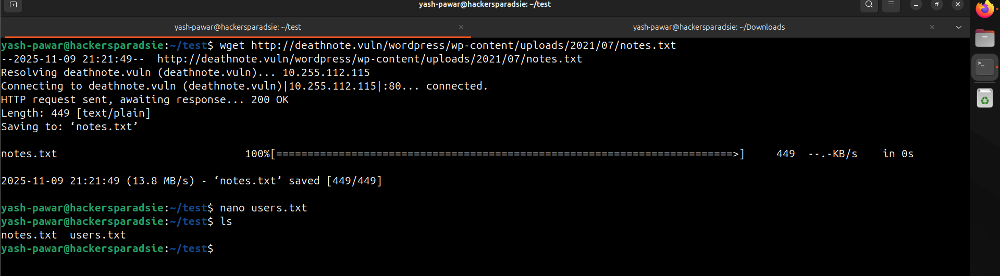 yash-pawar@hackersparadsie: ~/test
yash-pawar@hackersparadsie: ~/test × yash-pawar@hackersparadsie: ~/Downloads ×
yash-pawar@hackersparadsie:~/test$ wget http://deathnote.vuln/wordpress/wp-content/uploads/2021/07/notes.txt
--2025-11-09 21:21:49--  http://deathnote.vuln/wordpress/wp-content/uploads/2021/07/notes.txt
Resolving deathnote.vuln (deathnote.vuln)... 10.255.112.115
Connecting to deathnote.vuln (deathnote.vuln)|10.255.112.115|:80... connected.
HTTP request sent, awaiting response... 200 OK
Length: 449 [text/plain]
Saving to: ‘notes.txt’
notes.txt 100%[=========================================================================>] 449 --.-KB/s in 0s
2025-11-09 21:21:49 (13.8 MB/s) - ‘notes.txt’ saved [449/449]
yash-pawar@hackersparadsie:~/test$ nano users.txt
yash-pawar@hackersparadsie:~/test$ ls
notes.txt  users.txt
yash-pawar@hackersparadsie:~/test$